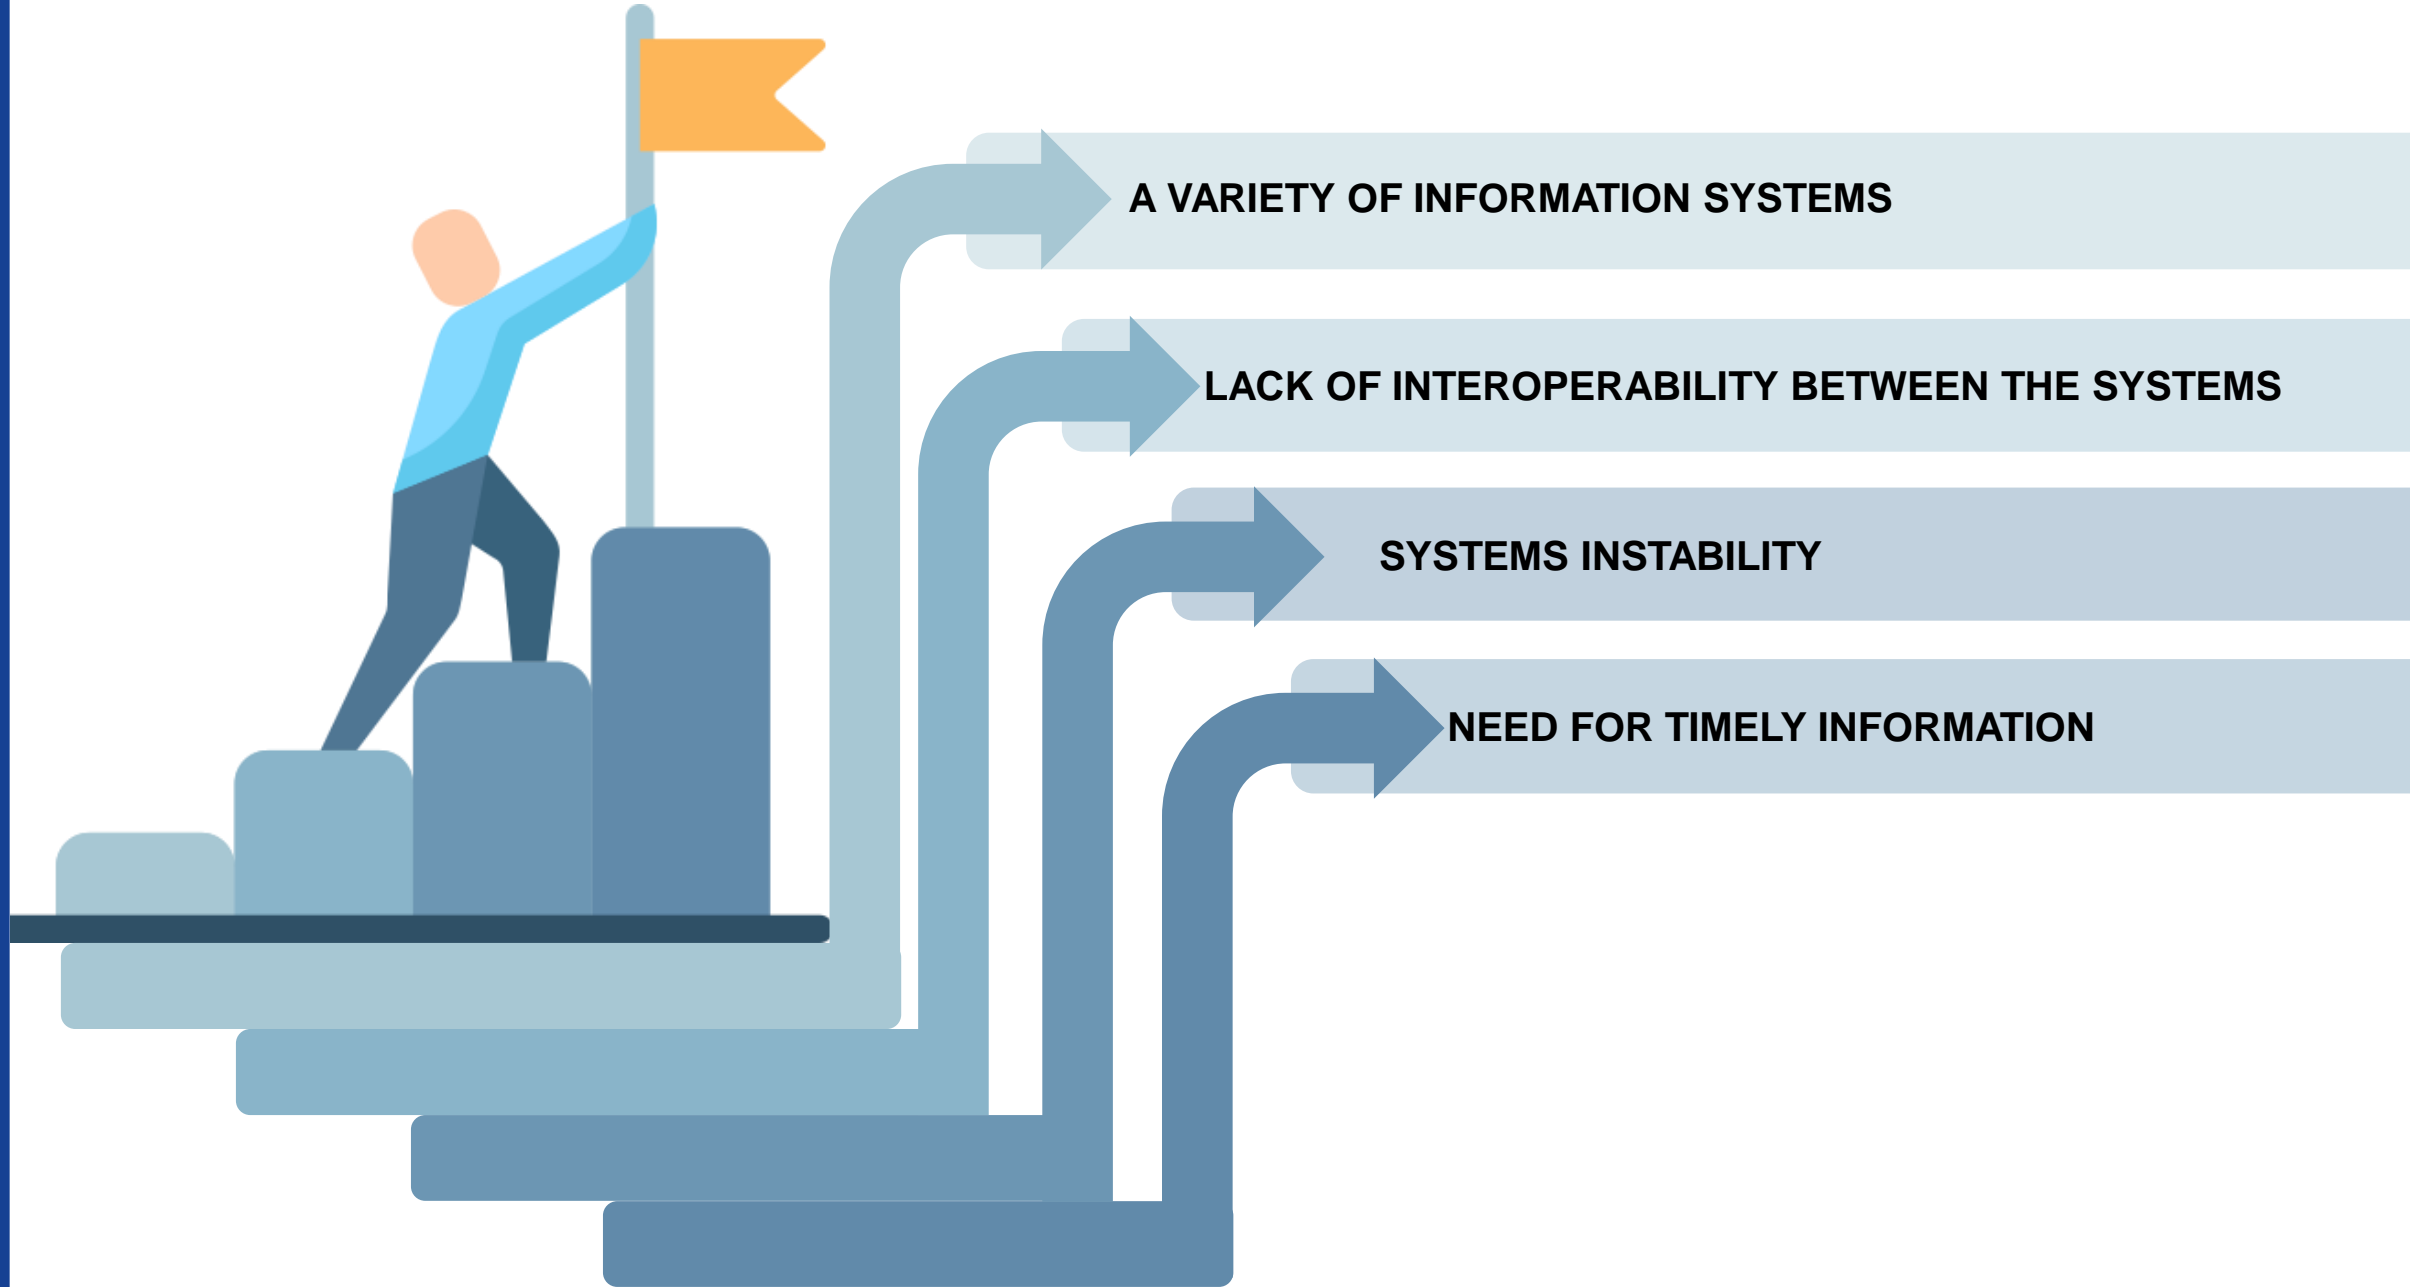 A VARIETY OF INFORMATION SYSTEMS
LACK OF INTEROPERABILITY BETWEEN THE SYSTEMS
SYSTEMS INSTABILITY
NEED FOR TIMELY INFORMATION